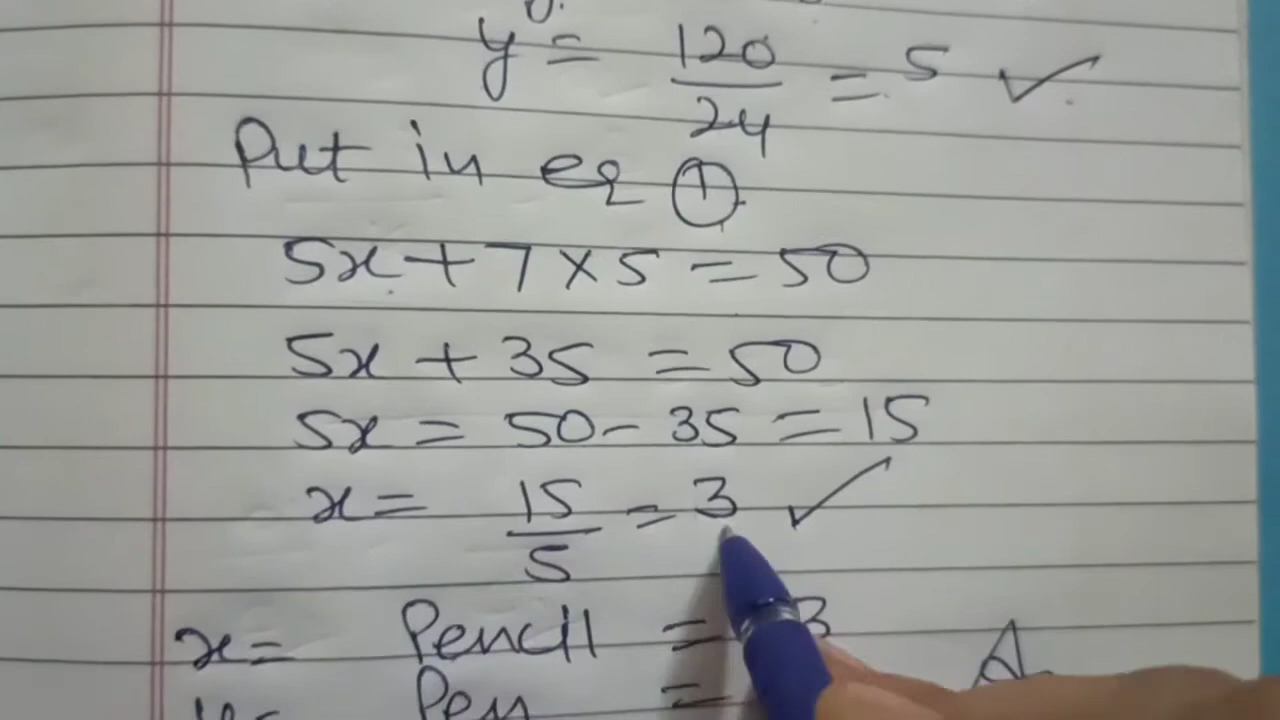 y = 120/24 = 5 ✓
Put in eq ①
5x + 7 × 5 = 50
5x + 35 = 50
5x = 50 - 35 = 15
x = 15/5 = 3 ✓
x = Pencil = 3
y = Pen =